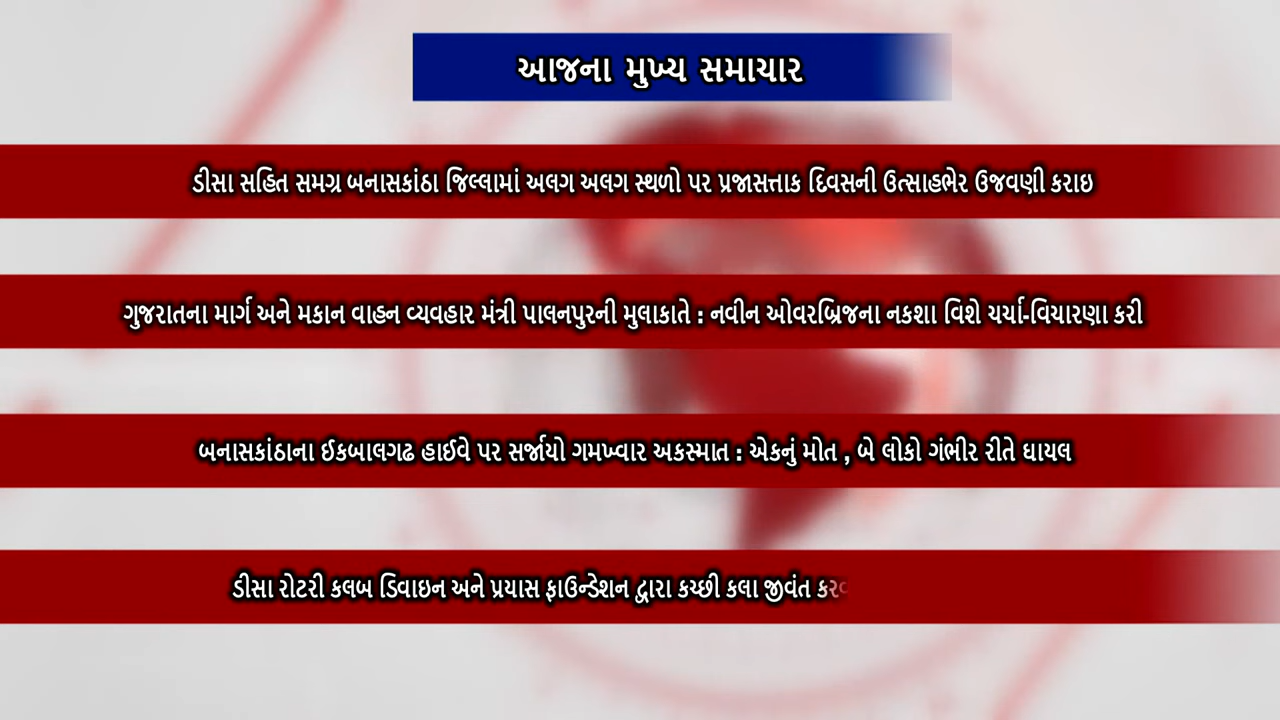 આજના મુખ્ય સમાચાર
ડીસા સહિત સમગ્ર બનાસકાંઠા જિલ્લામાં અલગ અલગ સ્થળો પર પ્રજાસત્તાક દિવસની ઉત્સાહભેર ઉજવણી કરાઇ
ગુજરાતના માર્ગ અને મકાન વાહન વ્યવહાર મંત્રી પાલનપુરની મુલાકાતે : નવીન ઓવરબ્રિજના નકશા વિશે ચર્ચા-વિચારણા કરી
બનાસકાંઠાના ઈકબાલગઢ હાઈવે પર સર્જાયો ગમખ્વાર અકસ્માત : એકનું મોત , બે લોકો ગંભીર રીતે ઘાયલ
ડીસા રોટરી કલબ ડિવાઇન અને પ્રયાસ ફાઉન્ડેશન દ્વારા કચ્છી કલા જીવંત